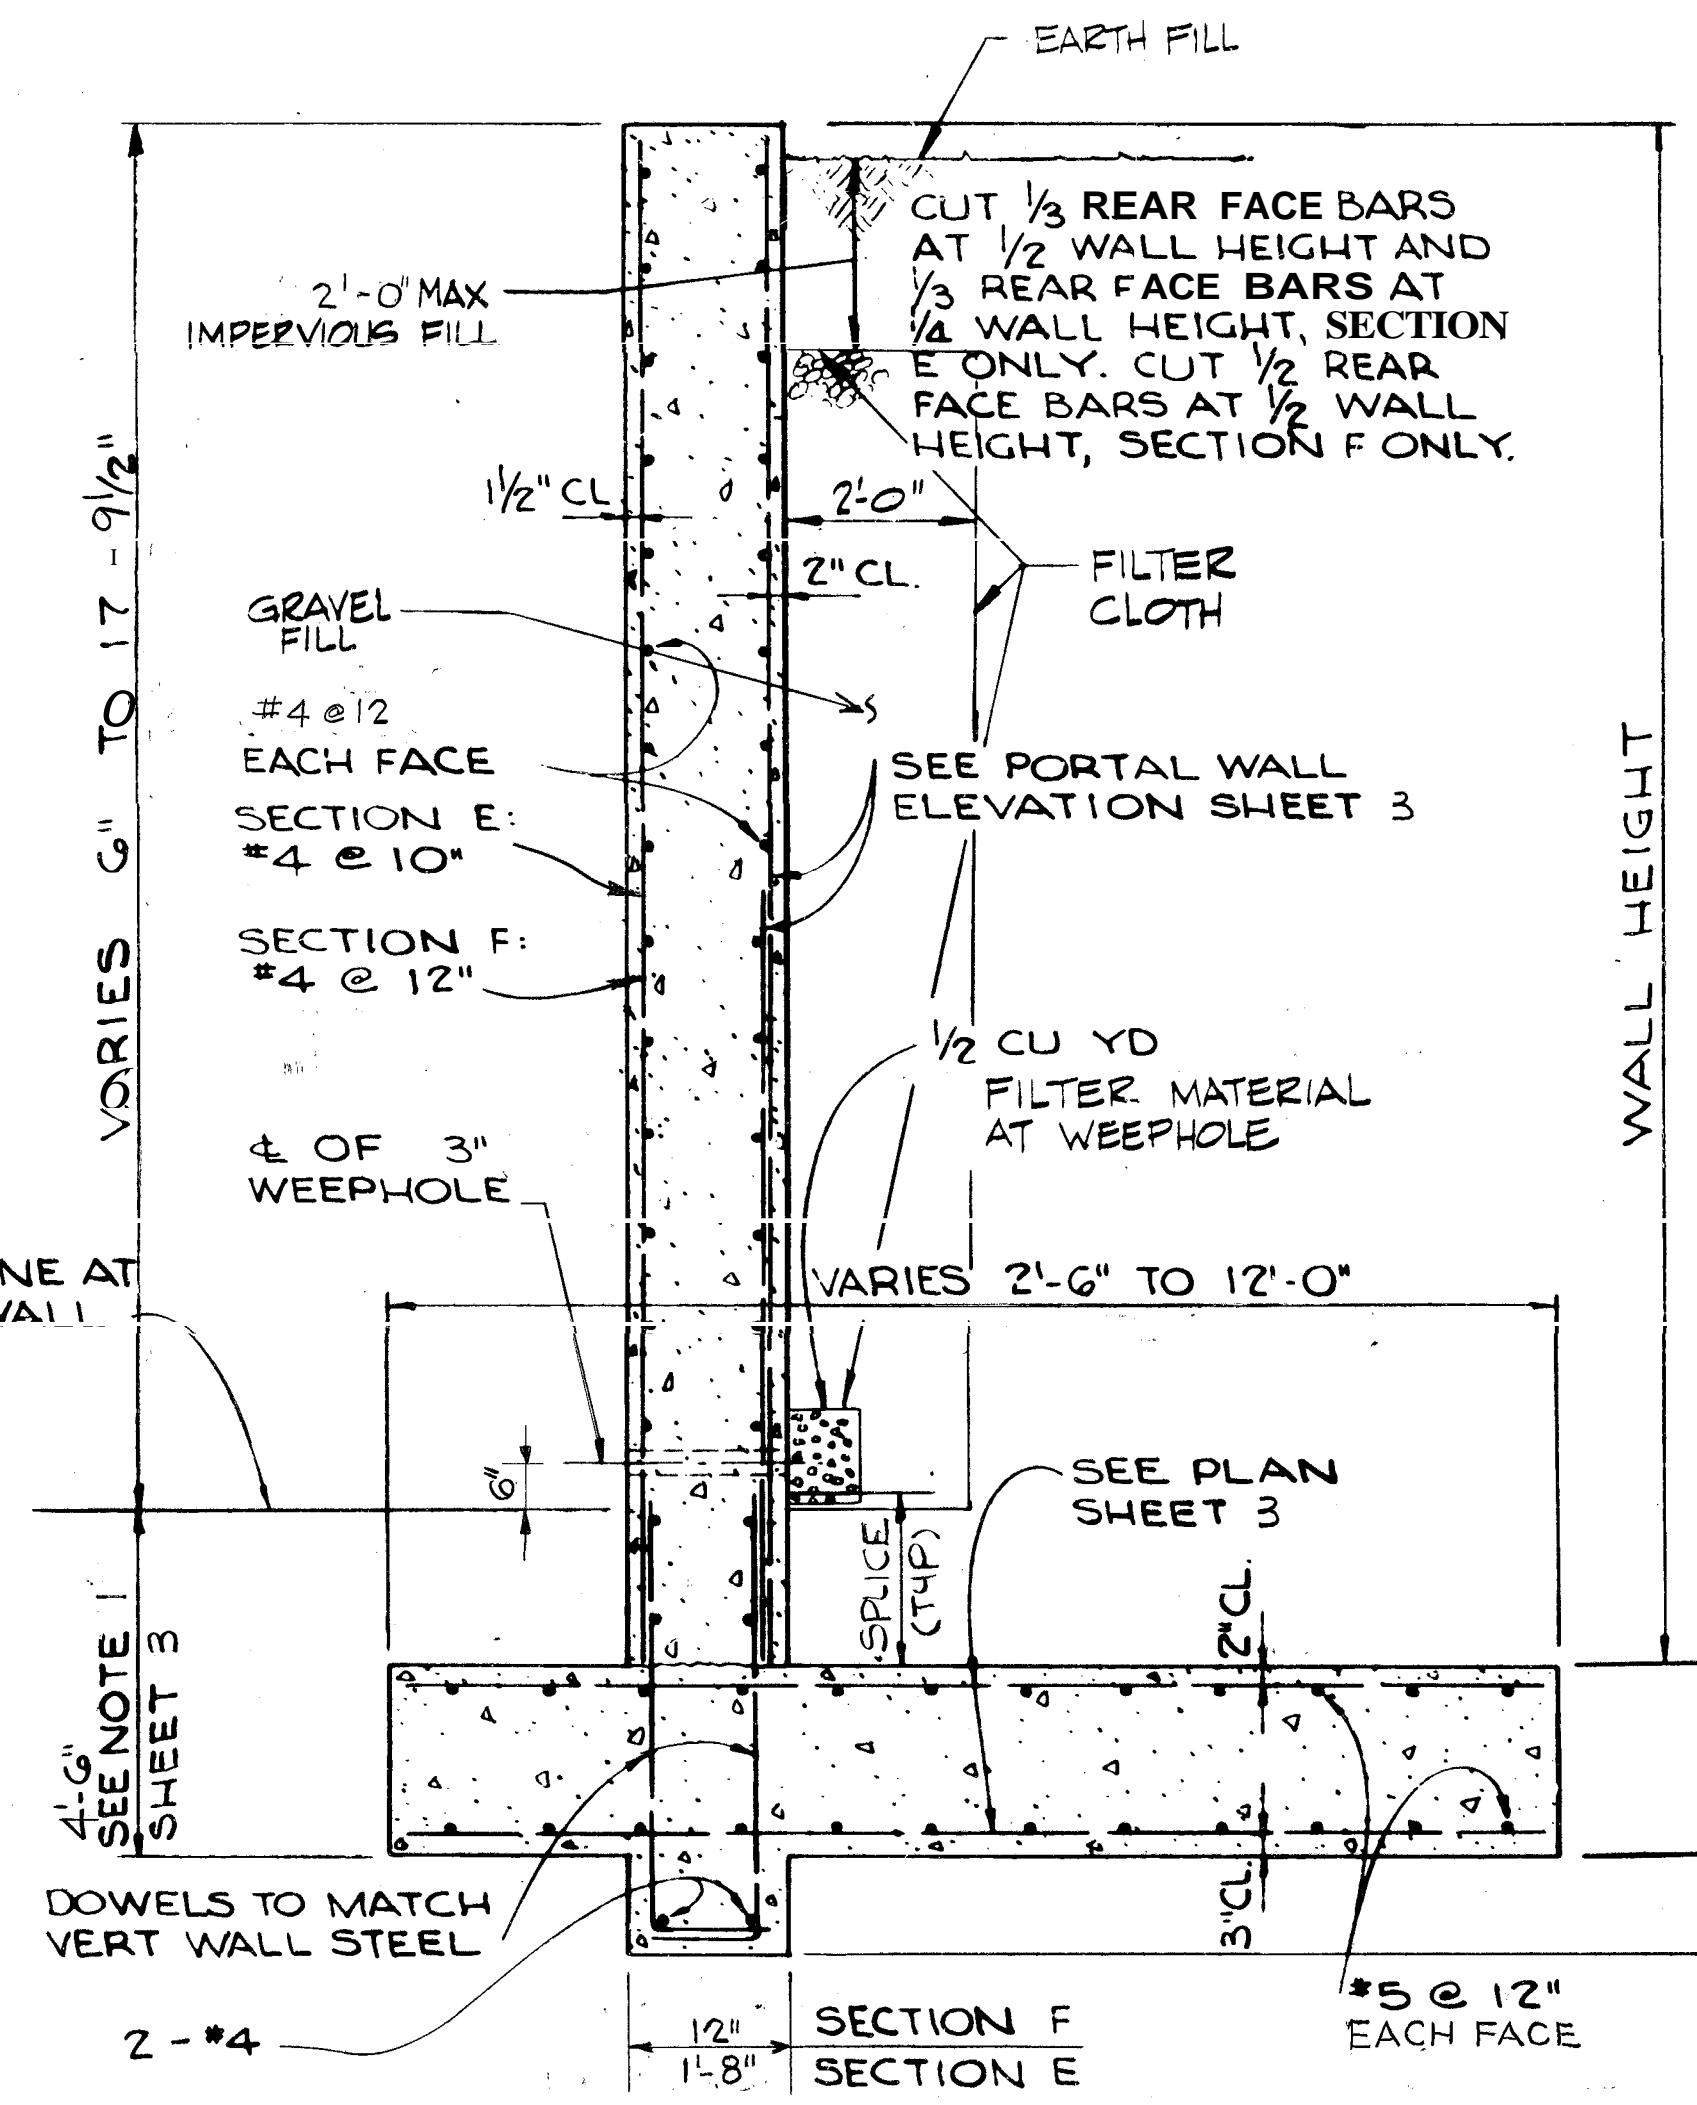 EARTH FILL
CUT 1/3 REAR FACE BARS
AT 1/2 WALL HEIGHT AND
1/3 REAR FACE BARS AT
1/4 WALL HEIGHT, SECTION
E ONLY. CUT 1/2 REAR
FACE BARS AT 1/2 WALL
HEIGHT, SECTION F ONLY.
2'-0" MAX
IMPERVIOUS FILL
1 1/2" CL
2'-0"
2" CL.
FILTER
CLOTH
GRAVEL
FILL
#4 @ 12
EACH FACE
SECTION E:
#4 @ 10"
SECTION F:
#4 @ 12"
SEE PORTAL WALL
ELEVATION SHEET 3
VARIES 6" TO 17 - 9 1/2"
WALL HEIGHT
1/2 CU YD
FILTER MATERIAL
AT WEEPHOLE
℄ OF 3"
WEEPHOLE
NE AT
WALL
VARIES 2'-6" TO 12'-0"
6"
SEE PLAN
SHEET 3
SPLICE
(TYP)
2" CL.
4'-6"
SEE NOTE 1
SHEET 3
3" CL.
DOWELS TO MATCH
VERT WALL STEEL
2 - #4
12" SECTION F
1'-8" SECTION E
#5 @ 12"
EACH FACE